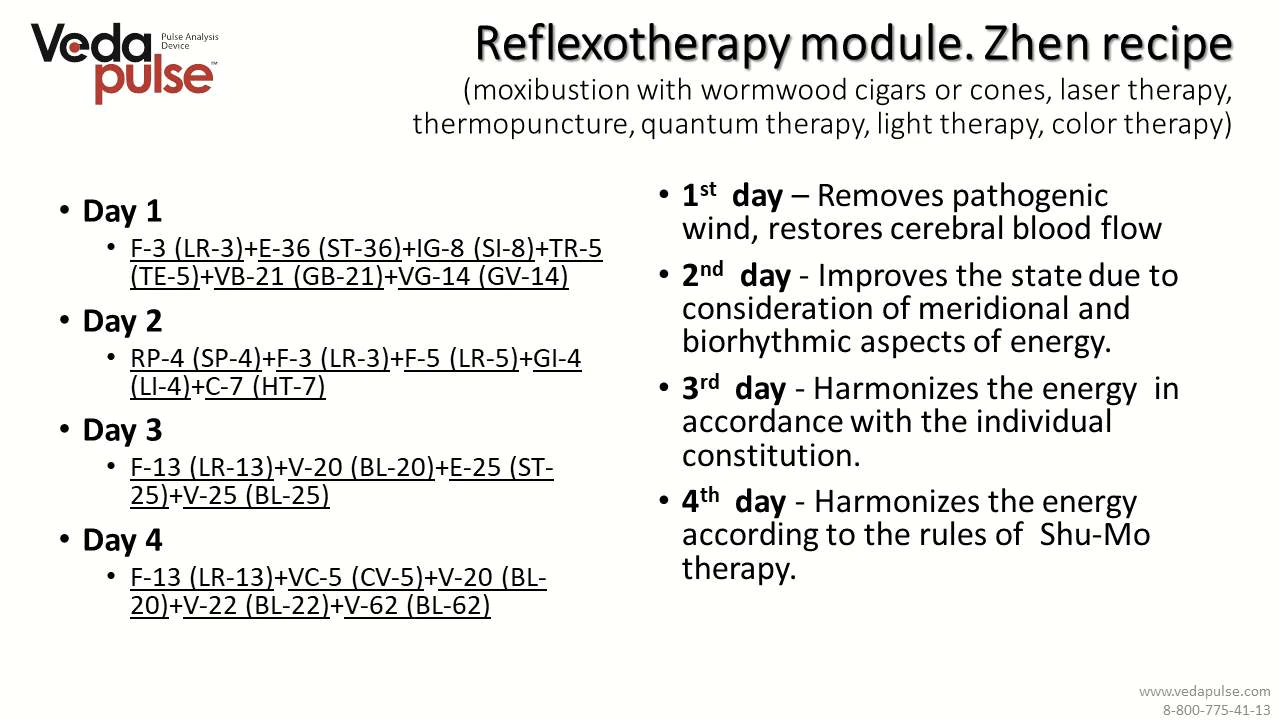 Veda
pulse™
Pulse Analysis
Device
Reflexotherapy module. Zhen recipe
(moxibustion with wormwood cigars or cones, laser therapy,
thermopuncture, quantum therapy, light therapy, color therapy)
• Day 1
• F-3 (LR-3)+E-36 (ST-36)+IG-8 (SI-8)+TR-5
(TE-5)+VB-21 (GB-21)+VG-14 (GV-14)
• Day 2
• RP-4 (SP-4)+F-3 (LR-3)+F-5 (LR-5)+GI-4
(LI-4)+C-7 (HT-7)
• Day 3
• F-13 (LR-13)+V-20 (BL-20)+E-25 (ST-
25)+V-25 (BL-25)
• Day 4
• F-13 (LR-13)+VC-5 (CV-5)+V-20 (BL-
20)+V-22 (BL-22)+V-62 (BL-62)
• 1st day – Removes pathogenic
wind, restores cerebral blood flow
• 2nd day - Improves the state due to
consideration of meridional and
biorhythmic aspects of energy.
• 3rd day - Harmonizes the energy in
accordance with the individual
constitution.
• 4th day - Harmonizes the energy
according to the rules of Shu-Mo
therapy.
www.vedapulse.com
8-800-775-41-13